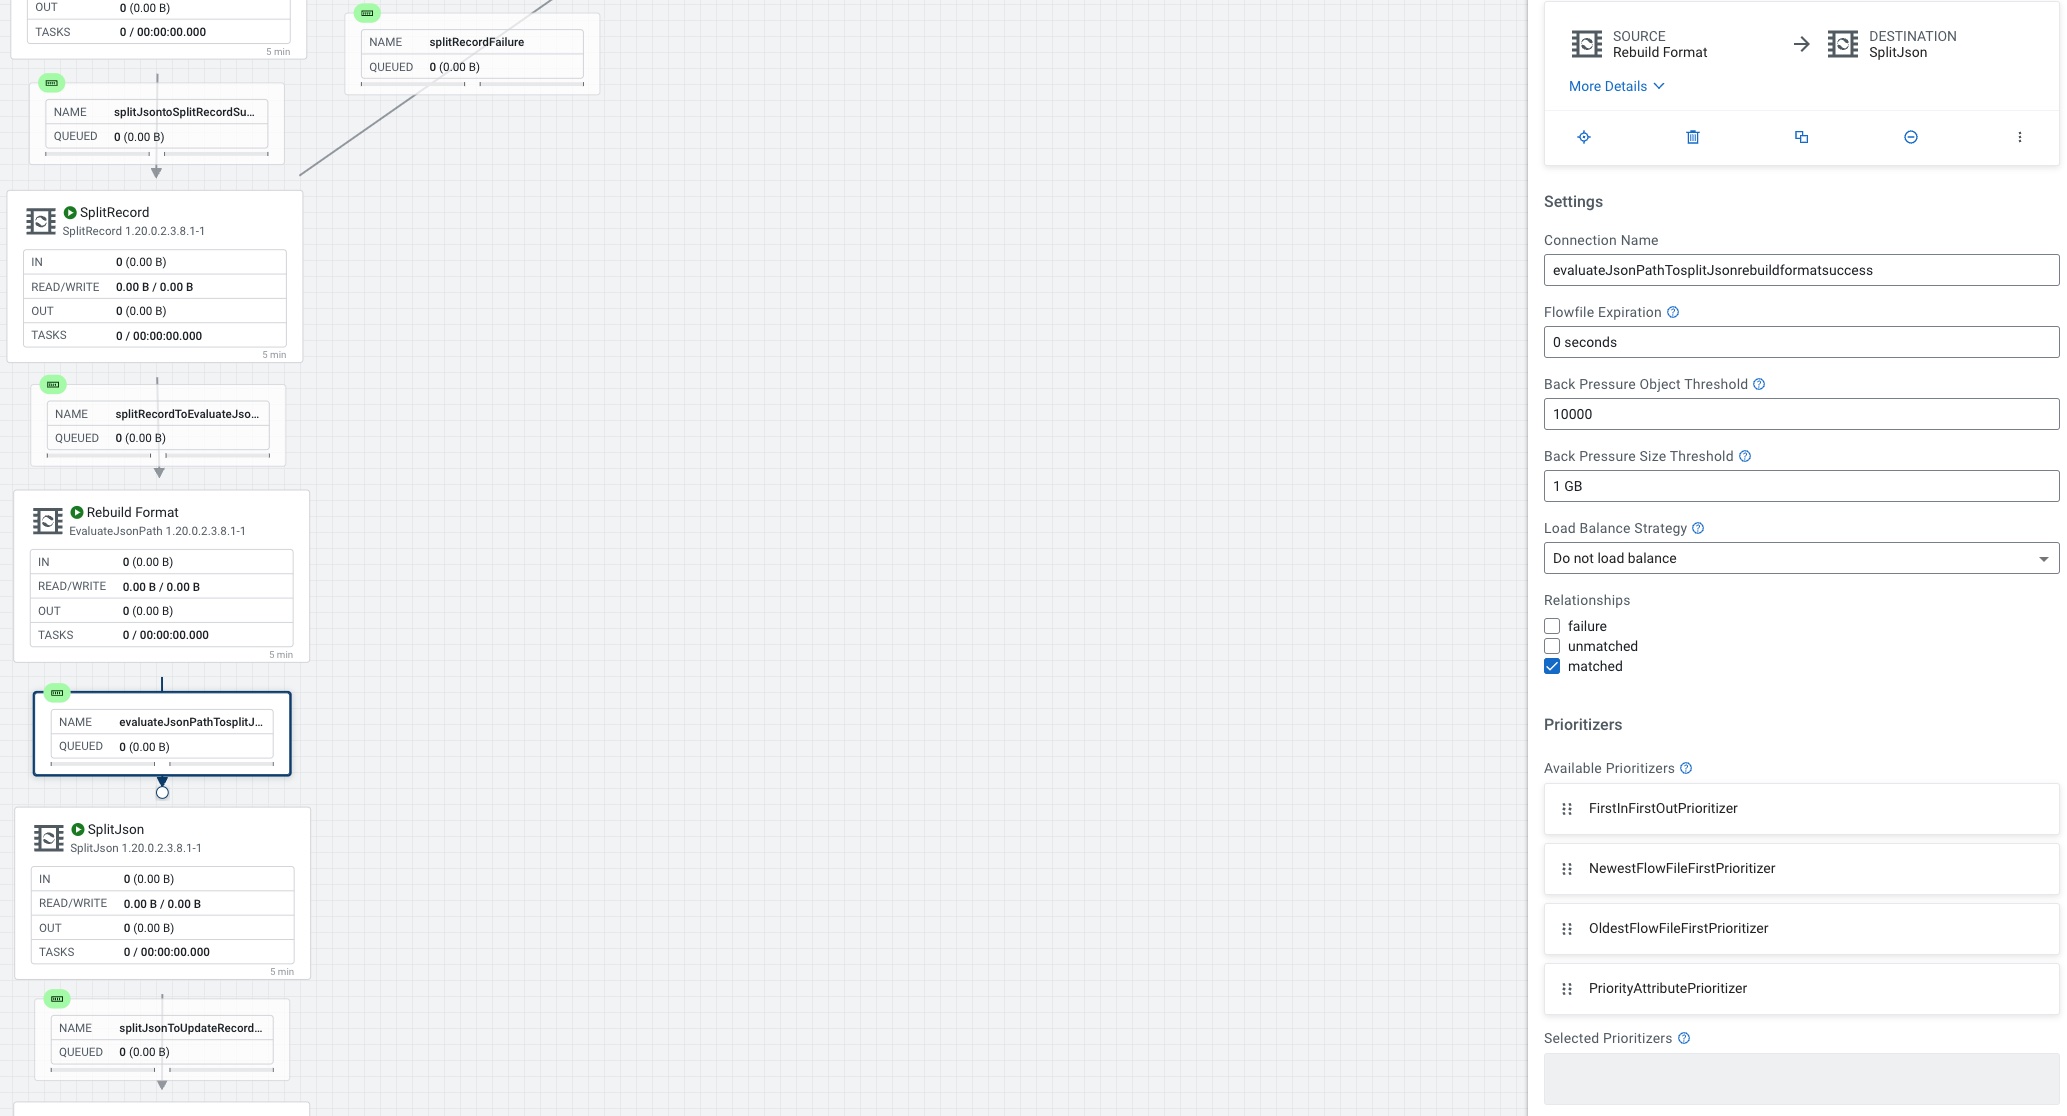 OUT 0 (0.00 B)
TASKS 0 / 00:00:00.000
5 min
NAME splitRecordFailure
QUEUED 0 (0.00 B)
NAME splitJsontoSplitRecordSu...
QUEUED 0 (0.00 B)
SplitRecord
SplitRecord 1.20.0.2.3.8.1-1
IN 0 (0.00 B)
READ/WRITE 0.00 B / 0.00 B
OUT 0 (0.00 B)
TASKS 0 / 00:00:00.000
5 min
NAME splitRecordToEvaluateJso...
QUEUED 0 (0.00 B)
Rebuild Format
EvaluateJsonPath 1.20.0.2.3.8.1-1
IN 0 (0.00 B)
READ/WRITE 0.00 B / 0.00 B
OUT 0 (0.00 B)
TASKS 0 / 00:00:00.000
5 min
NAME evaluateJsonPathTosplitJ...
QUEUED 0 (0.00 B)
SplitJson
SplitJson 1.20.0.2.3.8.1-1
IN 0 (0.00 B)
READ/WRITE 0.00 B / 0.00 B
OUT 0 (0.00 B)
TASKS 0 / 00:00:00.000
5 min
NAME splitJsonToUpdateRecord...
QUEUED 0 (0.00 B)
SOURCE
Rebuild Format
DESTINATION
SplitJson
More Details
Settings
Connection Name
evaluateJsonPathTosplitJsonrebuildformatsuccess
Flowfile Expiration
0 seconds
Back Pressure Object Threshold
10000
Back Pressure Size Threshold
1 GB
Load Balance Strategy
Do not load balance
Relationships
failure
unmatched
matched
Prioritizers
Available Prioritizers
FirstInFirstOutPrioritizer
NewestFlowFileFirstPrioritizer
OldestFlowFileFirstPrioritizer
PriorityAttributePrioritizer
Selected Prioritizers